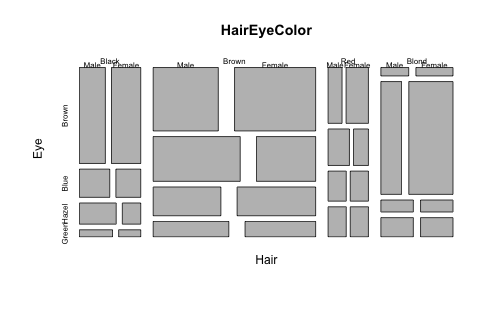 HairEyeColor
Black Brown Red Blond
Male Female Male Female Male Female Male Female
Brown
Blue
Hazel
Green
Eye
Hair